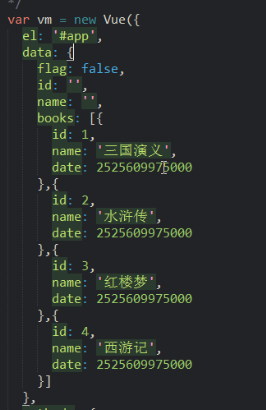 */
var vm = new Vue({
el: '#app',
data: {
flag: false,
id: '',
name: '',
books: [{
id: 1,
name: '三国演义',
date: 2525609975000
},{
id: 2,
name: '水浒传',
date: 2525609975000
},{
id: 3,
name: '红楼梦',
date: 2525609975000
},{
id: 4,
name: '西游记',
date: 2525609975000
}]
},